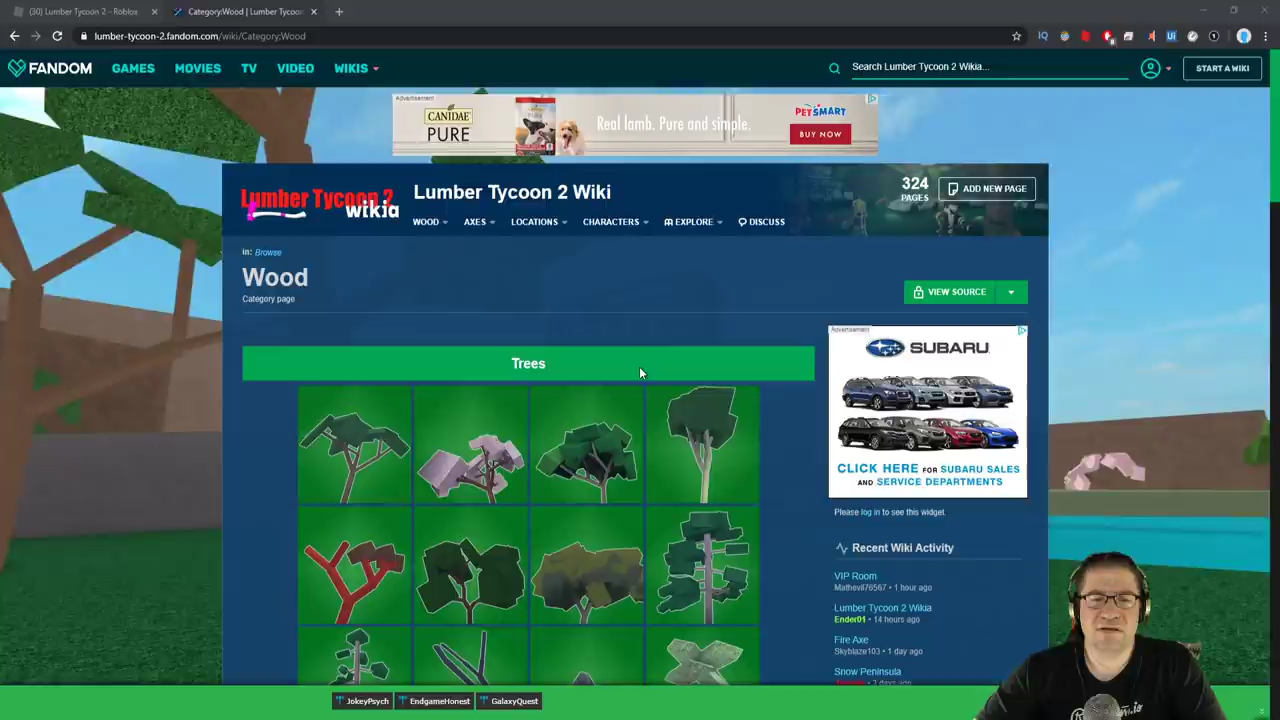 (30) Lumber Tycoon 2 - Roblox
Category:Wood | Lumber Tycoon 2
lumber-tycoon-2.fandom.com/wiki/Category:Wood
FANDOM
GAMES
MOVIES
TV
VIDEO
WIKIS
Search Lumber Tycoon 2 Wikia...
START A WIKI
Advertisement
CANIDAE
PURE
Real lamb. Pure and simple.
PETSMART
BUY NOW
Lumber Tycoon 2
wikia
Lumber Tycoon 2 Wiki
324
PAGES
ADD NEW PAGE
WOOD
AXES
LOCATIONS
CHARACTERS
EXPLORE
DISCUSS
in: Browse
Wood
Category page
VIEW SOURCE
Trees
Advertisement
SUBARU
CLICK HERE FOR SUBARU SALES
AND SERVICE DEPARTMENTS
Please log in to see this widget.
Recent Wiki Activity
VIP Room
Mathevil76567 • 1 hour ago
Lumber Tycoon 2 Wikia
Ender01 • 14 hours ago
Fire Axe
Skyblaze103 • 1 day ago
Snow Peninsula
JokeyPsych
EndgameHonest
GalaxyQuest